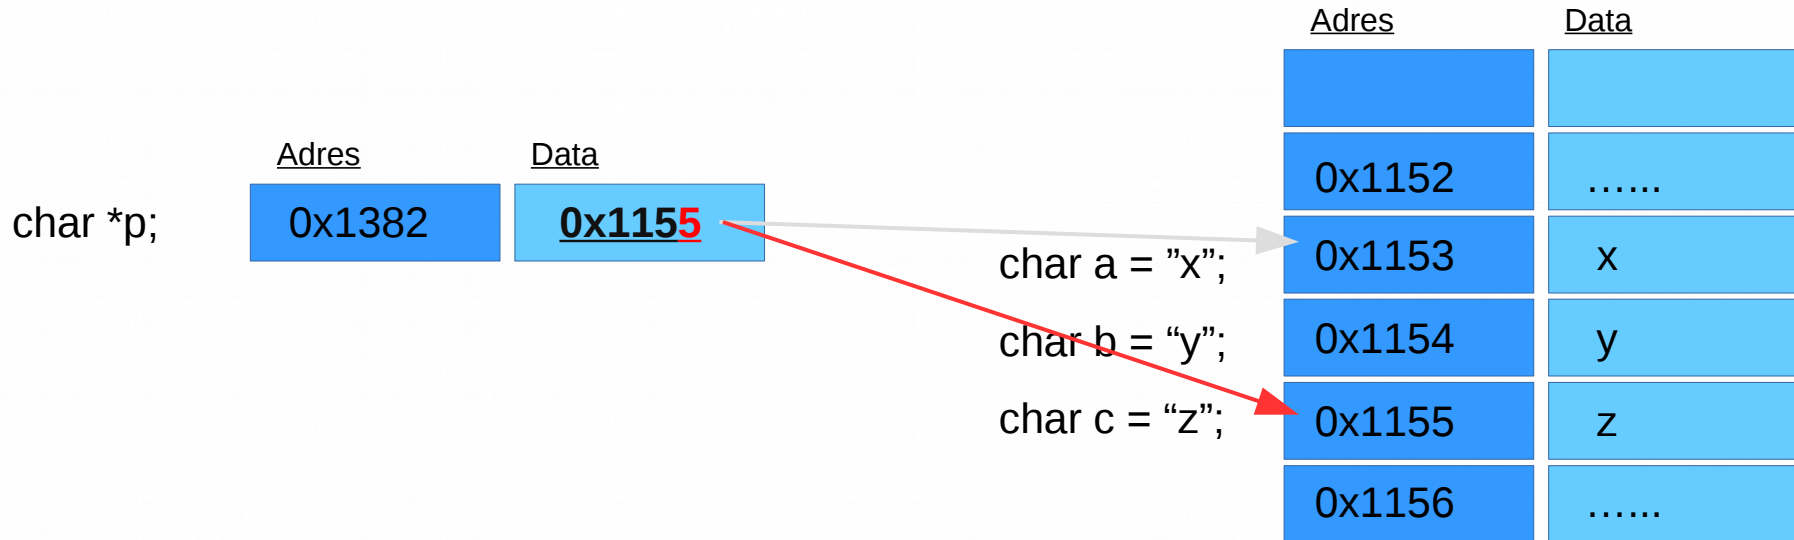 Adres Data
Adres Data
char *p; 0x1382 0x1155
0x1152 …...
char a = ”x”; 0x1153 x
char b = “y”; 0x1154 y
char c = “z”; 0x1155 z
0x1156 …...